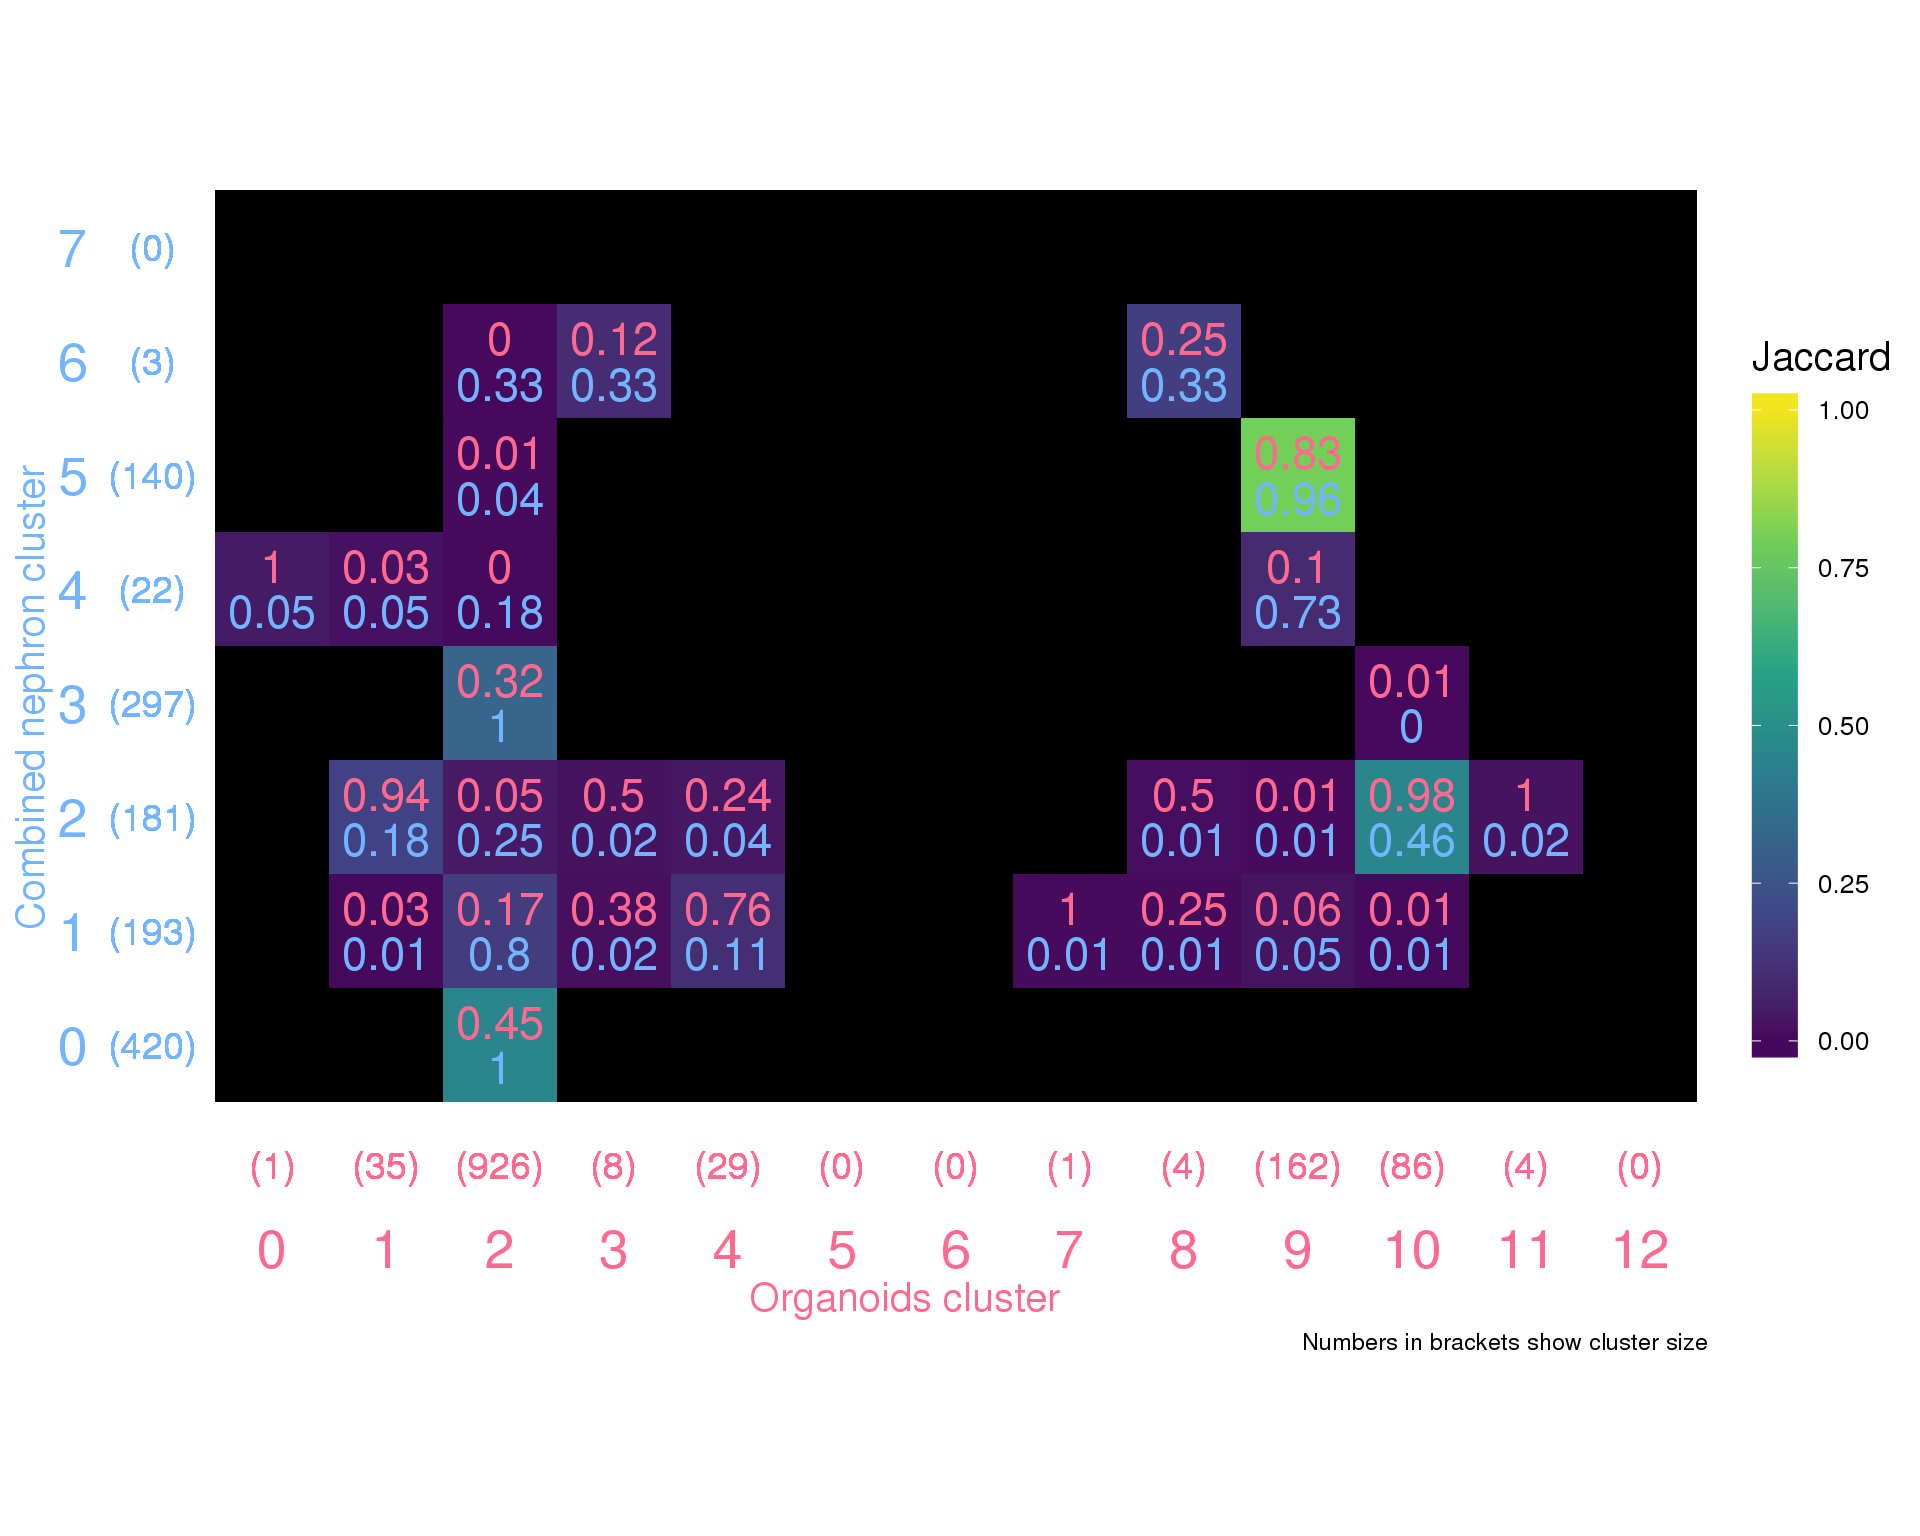 7 (0)
6 (3) 0 0.12 0.25
0.33 0.33 0.33
5 (140) 0.01 0.83
0.04 0.96
4 (22) 1 0.03 0 0.1
0.05 0.05 0.18 0.73
3 (297) 0.32 0.01
1 0
2 (181) 0.94 0.05 0.5 0.24 0.5 0.01 0.98 1
0.18 0.25 0.02 0.04 0.01 0.01 0.46 0.02
1 (193) 0.03 0.17 0.38 0.76 1 0.25 0.06 0.01
0.01 0.8 0.02 0.11 0.01 0.01 0.05 0.01
0 (420) 0.45
1
Combined nephron cluster
(1) (35) (926) (8) (29) (0) (0) (1) (4) (162) (86) (4) (0)
0 1 2 3 4 5 6 7 8 9 10 11 12
Organoids cluster
Numbers in brackets show cluster size
Jaccard
1.00
0.75
0.50
0.25
0.00